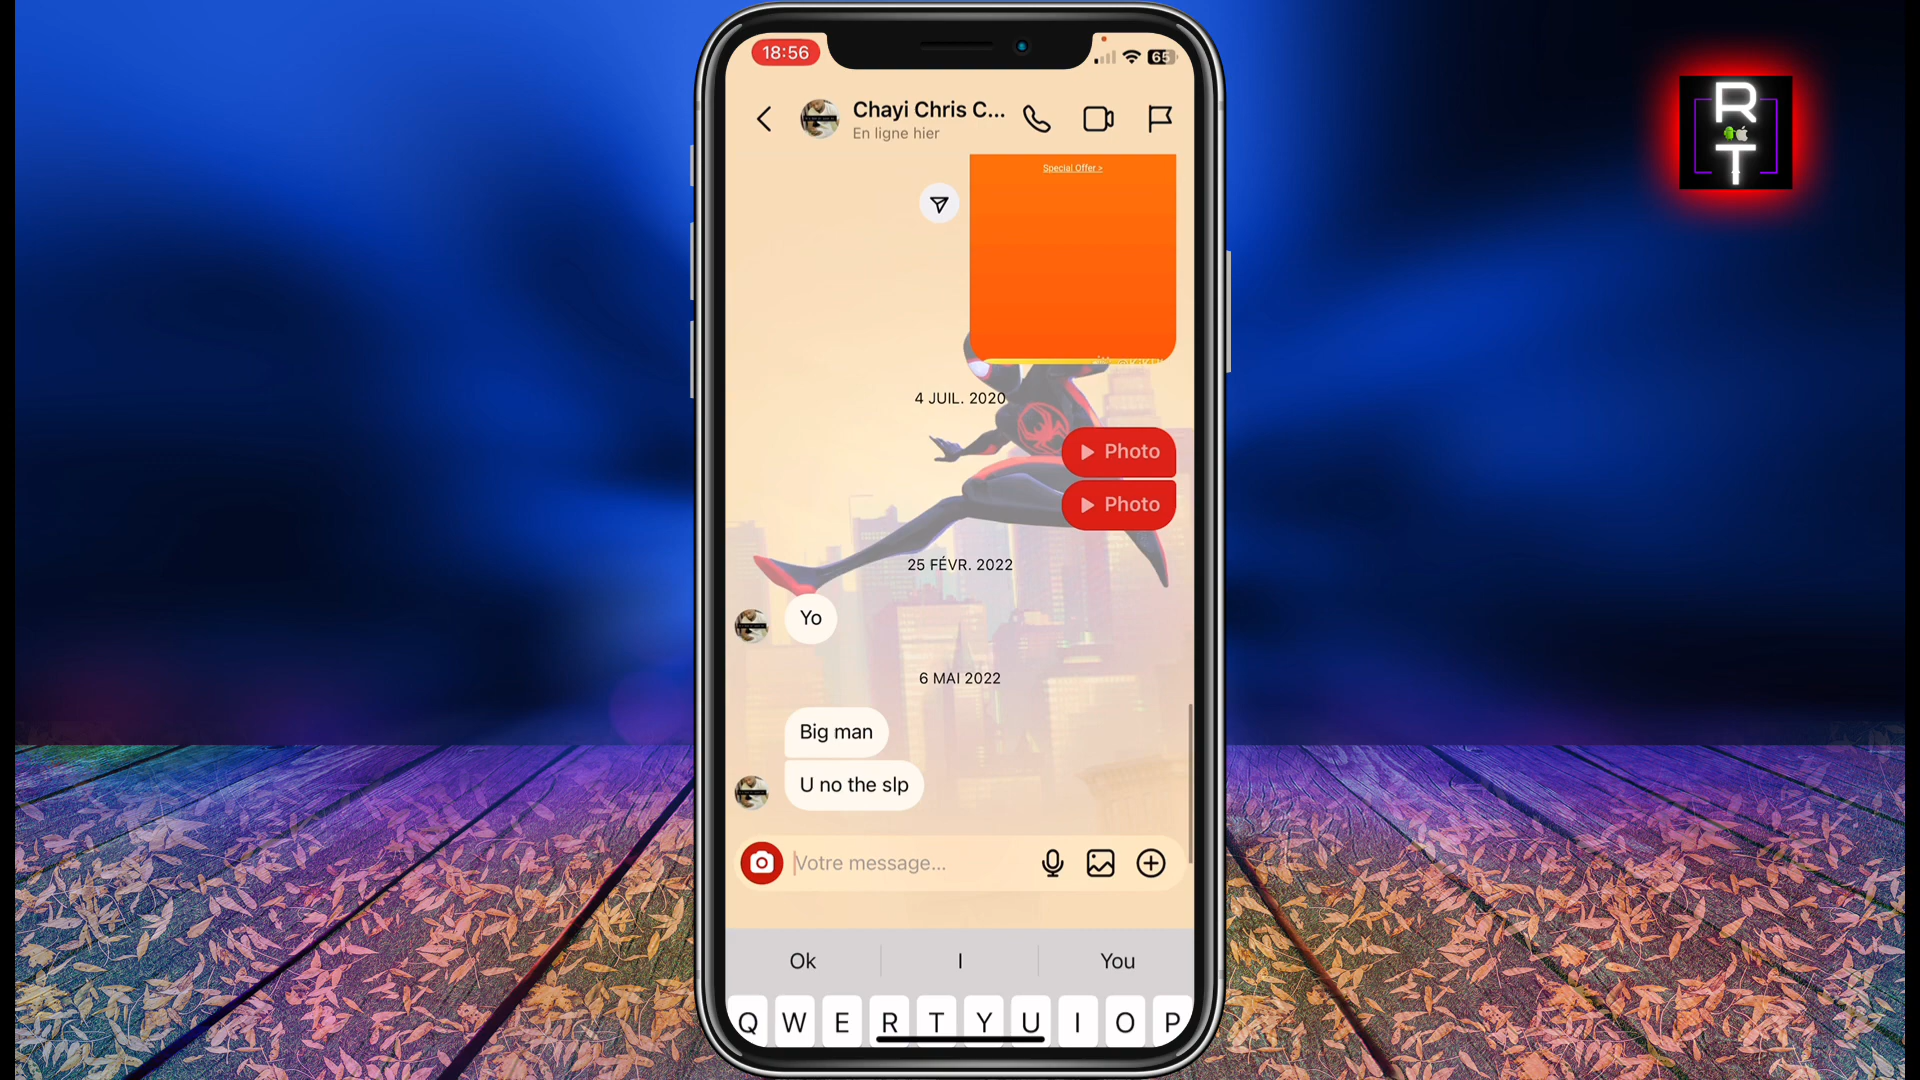 18:56
65
Chayi Chris C...
En ligne hier
R
T
Special Offer >
4 JUIL. 2020
Photo
Photo
25 FÉVR. 2022
Yo
6 MAI 2022
Big man
U no the slp
Votre message...
Ok I You
Q W E R T Y U I O P